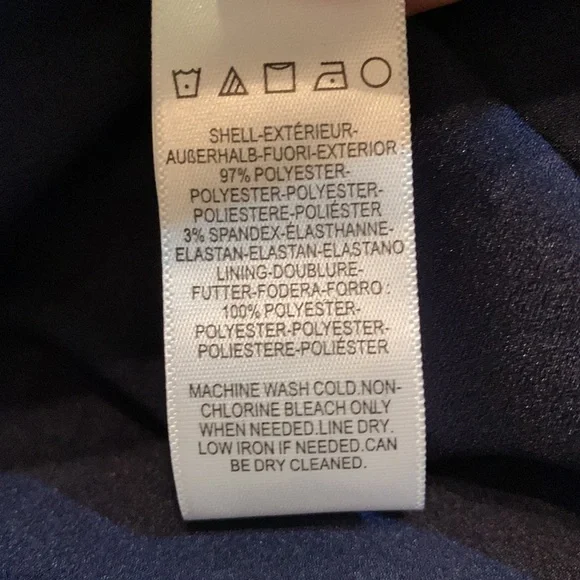 SHELL-EXTÉRIEUR-
AUßERHALB-FUORI-EXTERIOR :
97% POLYESTER-
POLYESTER-POLYESTER-
POLIESTERE-POLIÉSTER
3% SPANDEX-ÉLASTHANNE-
ELASTAN-ELASTAN-ELASTANO
LINING-DOUBLURE-
FUTTER-FODERA-FORRO :
100% POLYESTER-
POLYESTER-POLYESTER-
POLIESTERE-POLIÉSTER
MACHINE WASH COLD.NON-
CHLORINE BLEACH ONLY
WHEN NEEDED.LINE DRY.
LOW IRON IF NEEDED.CAN
BE DRY CLEANED.